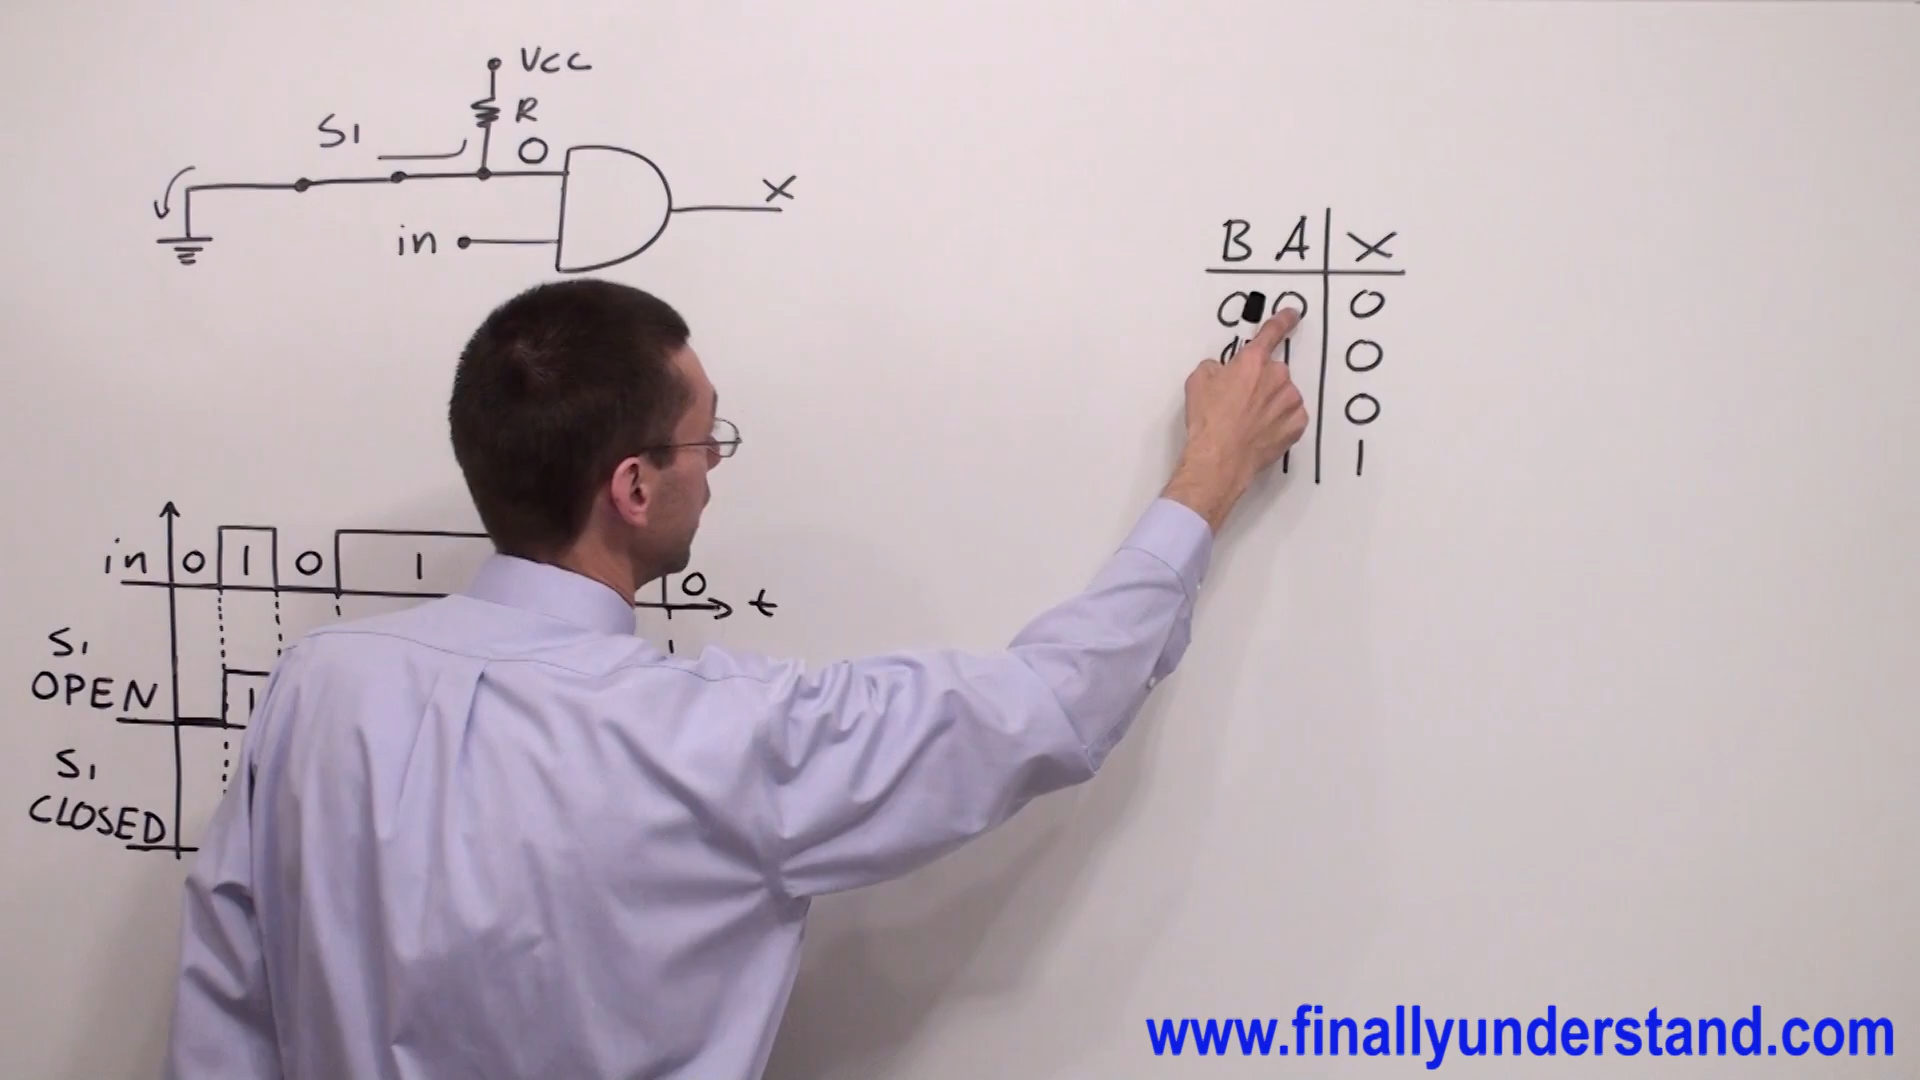 VCC
R
S1
0
X
in
B A X
0 0 0
1 0
0
1 1
in 0 1 0 1 0 t
S1
OPEN 1
S1
CLOSED
www.finallyunderstand.com